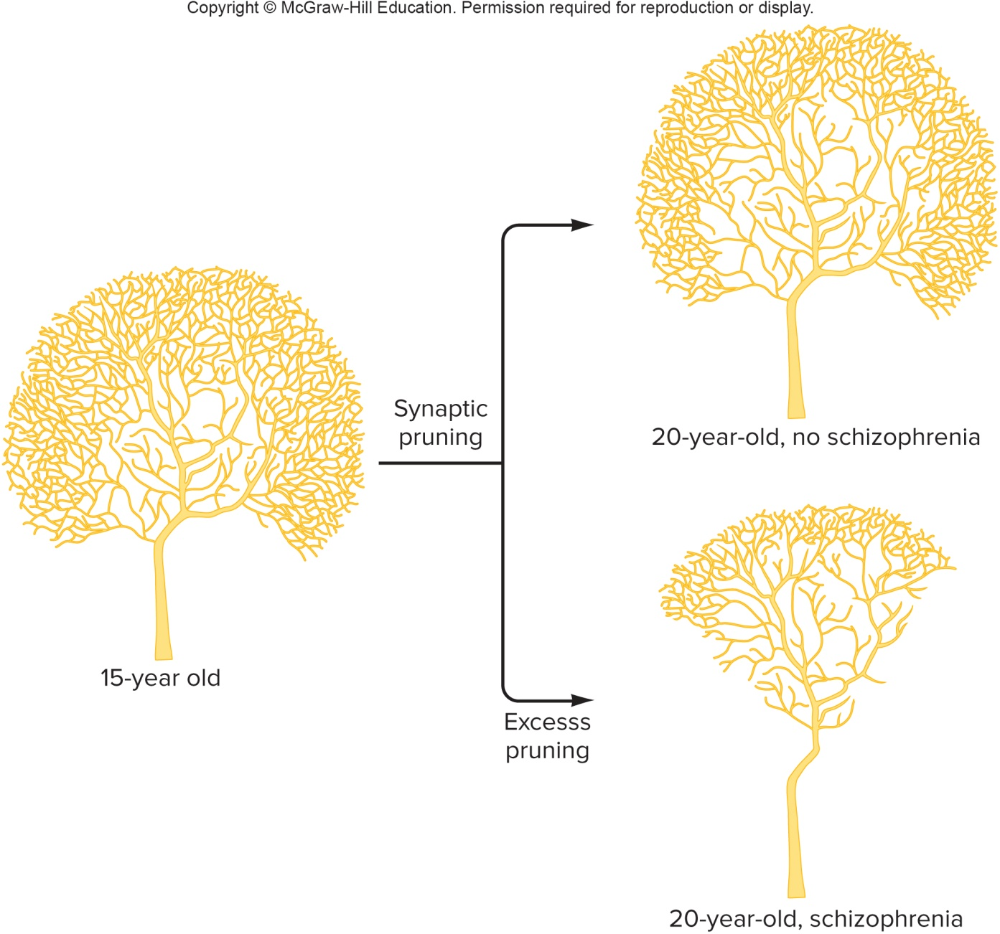 Copyright © McGraw-Hill Education. Permission required for reproduction or display.
Synaptic
pruning
20-year-old, no schizophrenia
15-year old
Excesss
pruning
20-year-old, schizophrenia